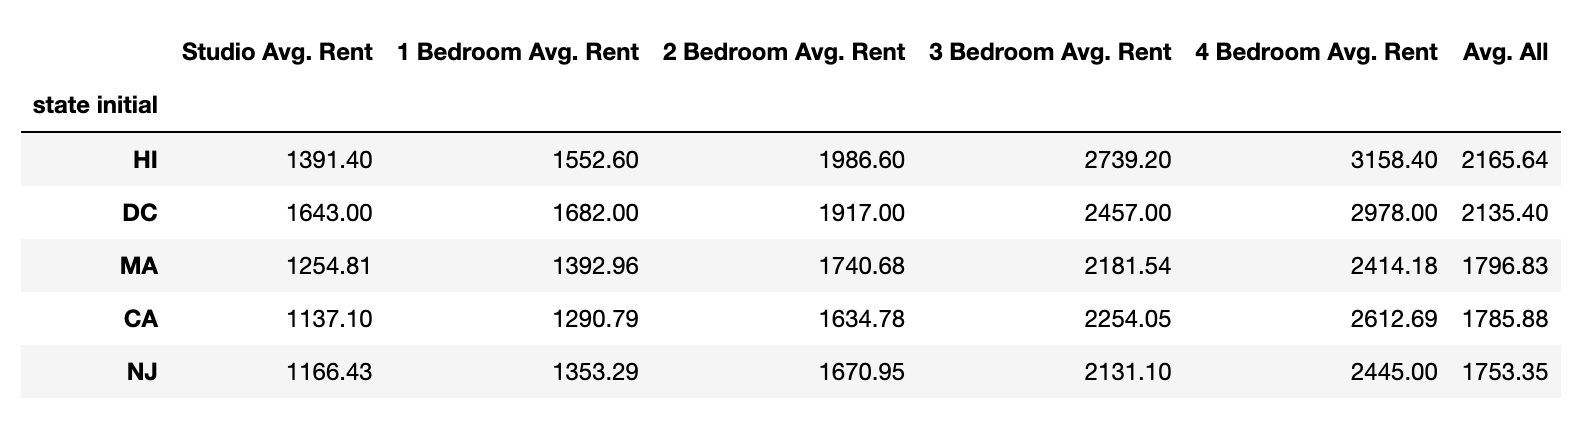 Studio Avg. Rent 1 Bedroom Avg. Rent 2 Bedroom Avg. Rent 3 Bedroom Avg. Rent 4 Bedroom Avg. Rent Avg. All
state initial
HI 1391.40 1552.60 1986.60 2739.20 3158.40 2165.64
DC 1643.00 1682.00 1917.00 2457.00 2978.00 2135.40
MA 1254.81 1392.96 1740.68 2181.54 2414.18 1796.83
CA 1137.10 1290.79 1634.78 2254.05 2612.69 1785.88
NJ 1166.43 1353.29 1670.95 2131.10 2445.00 1753.35